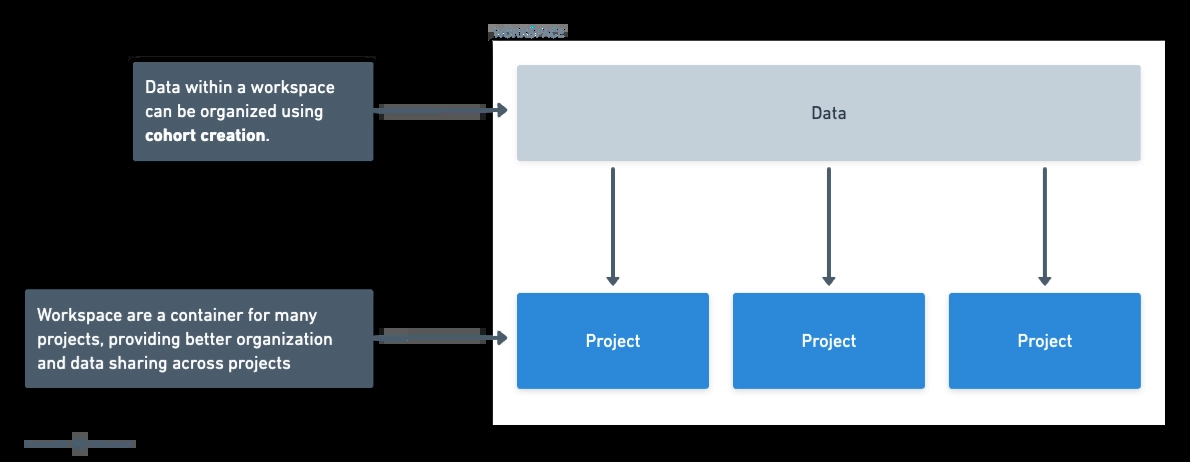 WORKSPACE
Data within a workspace
can be organized using
cohort creation.
Data
Workspace are a container for many
projects, providing better organization
and data sharing across projects
Project
Project
Project